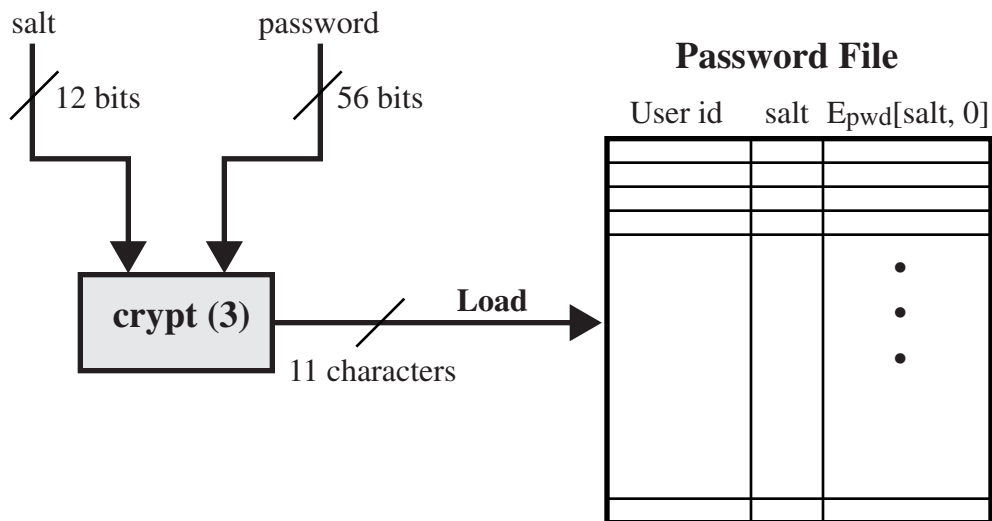 salt
password
12 bits
56 bits
Password File
User id
salt
Epwd[salt, 0]
crypt (3)
Load
11 characters